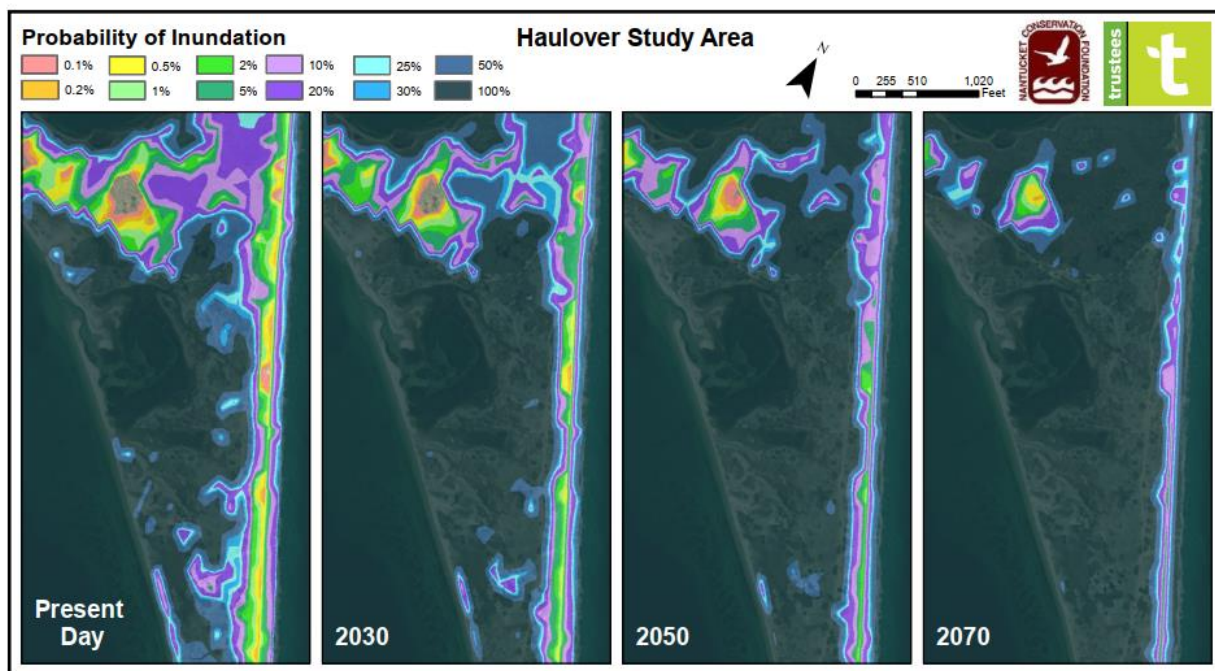 Probability of Inundation
Haulover Study Area
0.1% 0.5% 2% 10% 25% 50%
0.2% 1% 5% 20% 30% 100%
N
0 255 510 1,020
Feet
NANTUCKET CONSERVATION FOUNDATION
trustees
t
Present
Day
2030
2050
2070